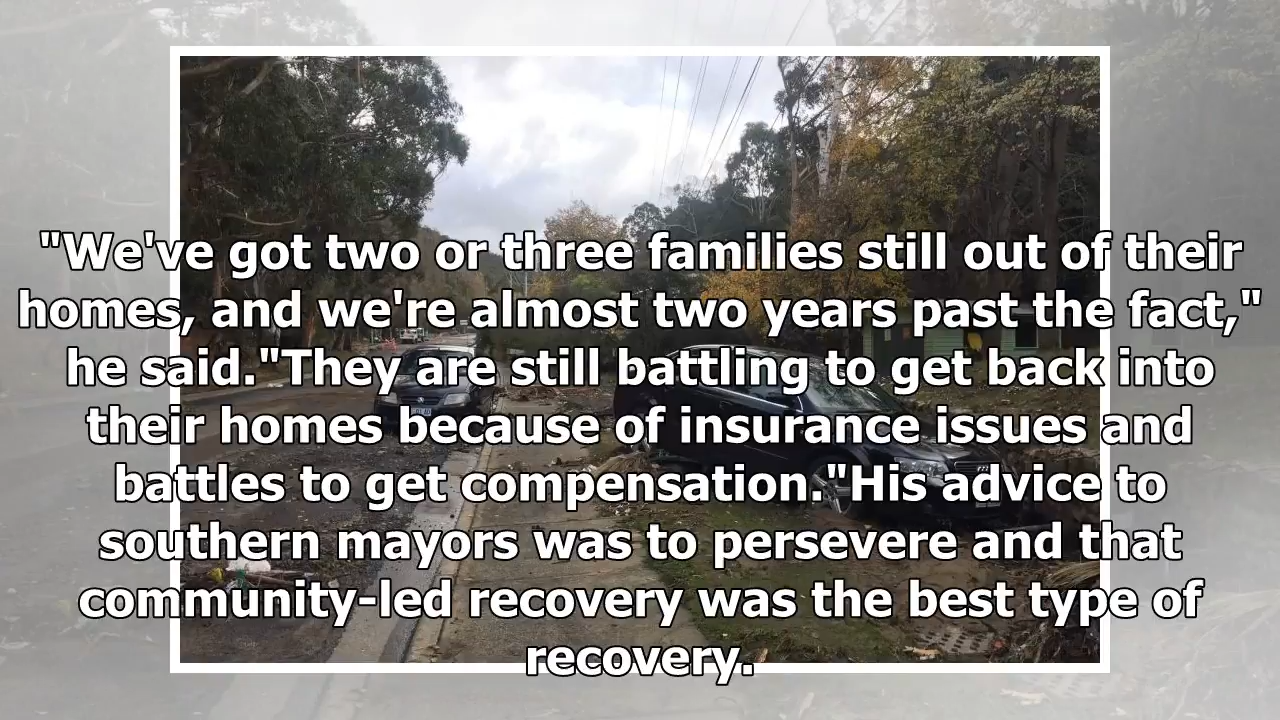 "We've got two or three families still out of their
homes, and we're almost two years past the fact,"
he said."They are still battling to get back into
their homes because of insurance issues and
battles to get compensation."His advice to
southern mayors was to persevere and that
community-led recovery was the best type of
recovery.